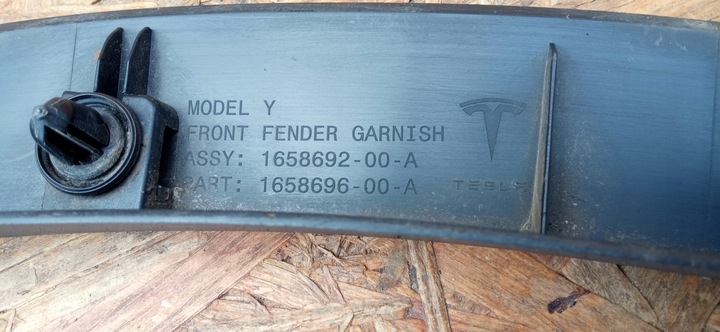 MODEL Y
FRONT FENDER GARNISH
ASSY: 1658692-00-A
PART: 1658696-00-A
TESLA